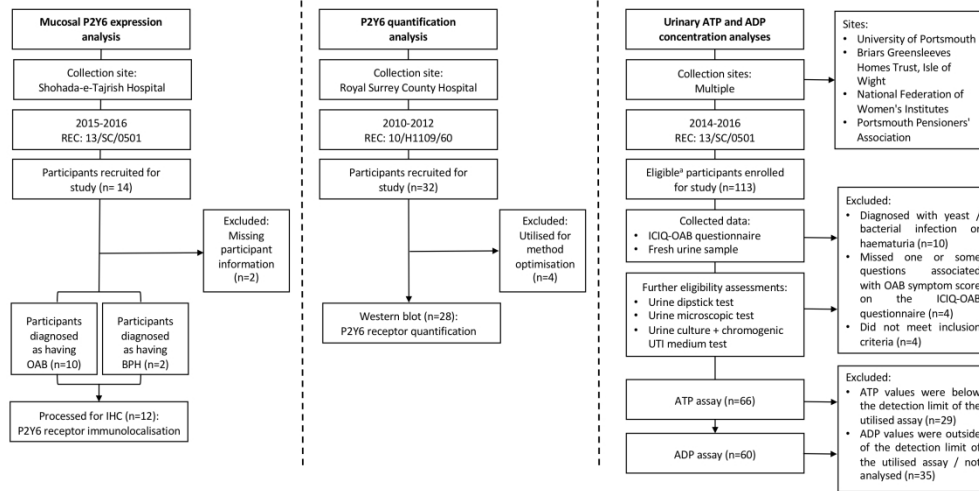 Mucosal P2Y6 expression
analysis
Collection site:
Shohada-e-Tajrish Hospital
2015-2016
REC: 13/SC/0501
Participants recruited for
study (n= 14)
Excluded:
Missing
participant
information
(n=2)
Participants
diagnosed
as having
OAB (n=10)
Participants
diagnosed
as having
BPH (n=2)
Processed for IHC (n=12):
P2Y6 receptor immunolocalisation
P2Y6 quantification
analysis
Collection site:
Royal Surrey County Hospital
2010-2012
REC: 10/H1109/60
Participants recruited for
study (n=32)
Excluded:
Utilised for
method
optimisation
(n=4)
Western blot (n=28):
P2Y6 receptor quantification
Urinary ATP and ADP
concentration analyses
Collection sites:
Multiple
Sites:
• University of Portsmouth
• Briars Greensleeves
Homes Trust, Isle of
Wight
• National Federation of
Women's Institutes
• Portsmouth Pensioners'
Association
2014-2016
REC: 13/SC/0501
Eligibleª participants enrolled
for study (n=113)
Collected data:
• ICIQ-OAB questionnaire
• Fresh urine sample
Further eligibility assessments:
• Urine dipstick test
• Urine microscopic test
• Urine culture + chromogenic
UTI medium test
Excluded:
• Diagnosed with yeast /
bacterial infection or
haematuria (n=10)
• Missed one or some
questions associated
with OAB symptom score
on the ICIQ-OAB
questionnaire (n=4)
• Did not meet inclusion
criteria (n=4)
ATP assay (n=66)
ADP assay (n=60)
Excluded:
• ATP values were below
the detection limit of the
utilised assay (n=29)
• ADP values were outside
of the detection limit of
the utilised assay / not
analysed (n=35)